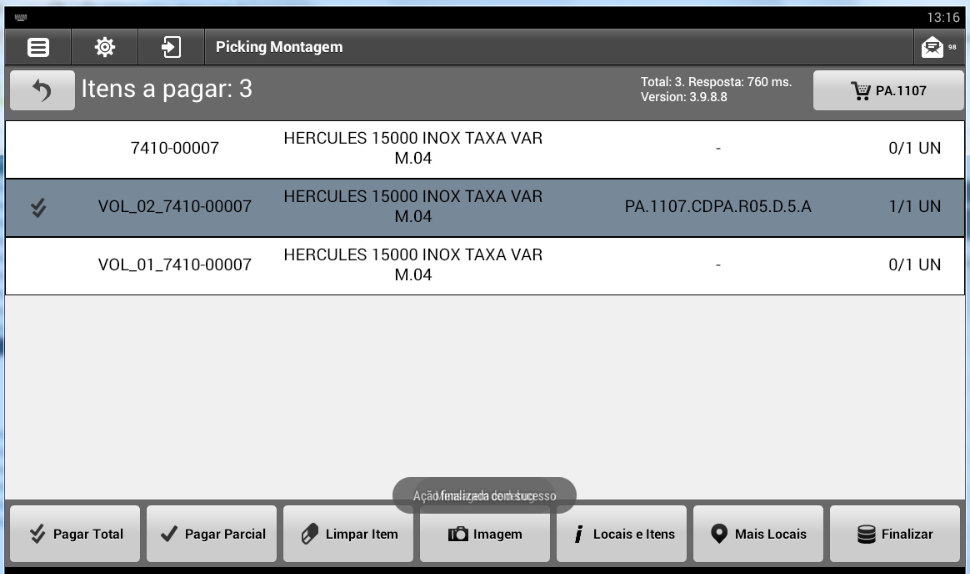 13:16
Picking Montagem
98
Itens a pagar: 3
Total: 3. Resposta: 760 ms.
Version: 3.9.8.8
PA.1107
7410-00007
HERCULES 15000 INOX TAXA VAR
M.04
-
0/1 UN
VOL_02_7410-00007
HERCULES 15000 INOX TAXA VAR
M.04
PA.1107.CDPA.R05.D.5.A
1/1 UN
VOL_01_7410-00007
HERCULES 15000 INOX TAXA VAR
M.04
-
0/1 UN
Ação finalizada com sucesso
Pagar Total
Pagar Parcial
Limpar Item
Imagem
Locais e Itens
Mais Locais
Finalizar